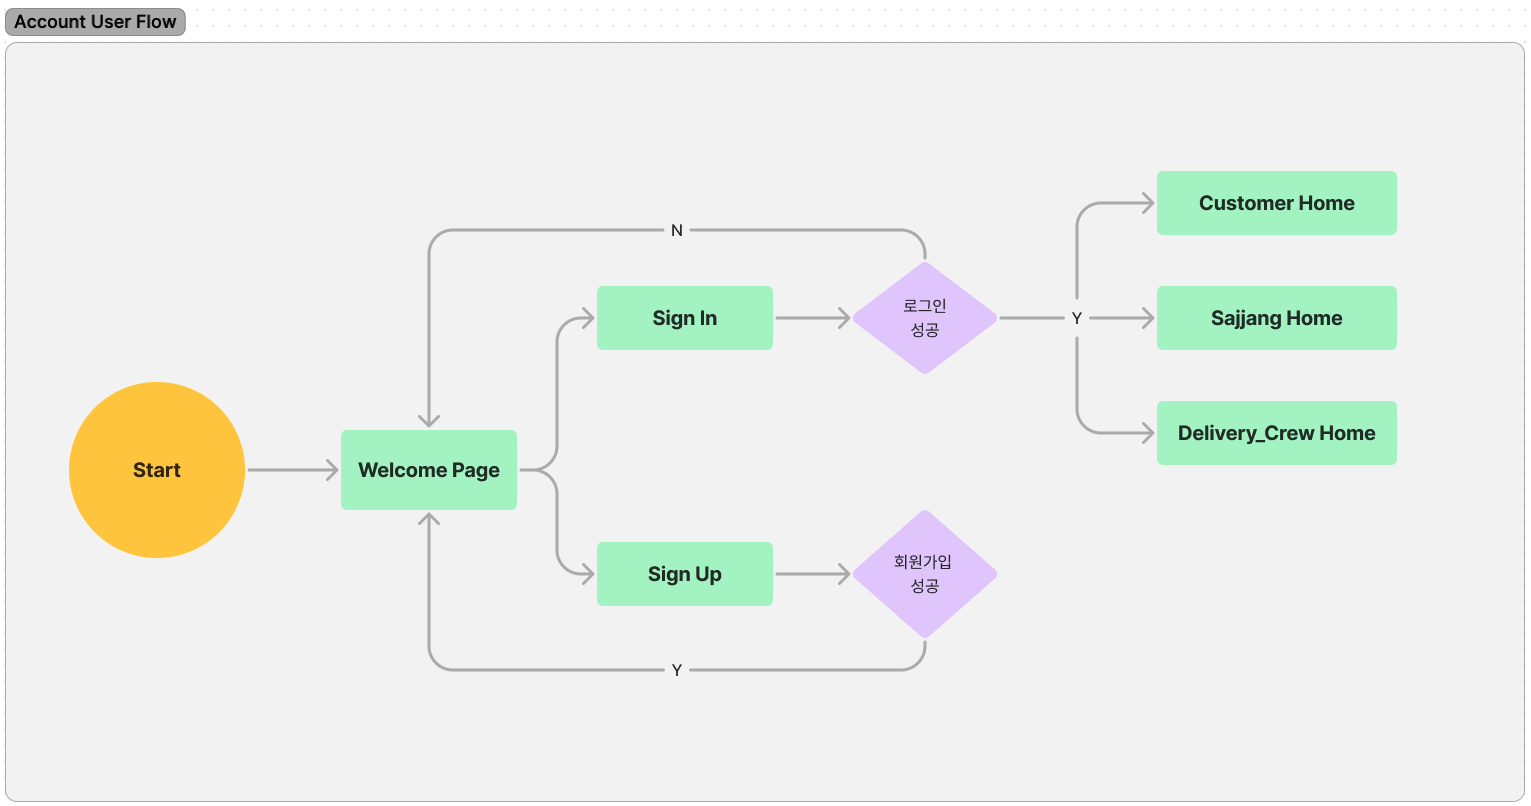 Account User Flow
Start
Welcome Page
N
Sign In
로그인
성공
Y
Customer Home
Sajjang Home
Delivery_Crew Home
Sign Up
회원가입
성공
Y